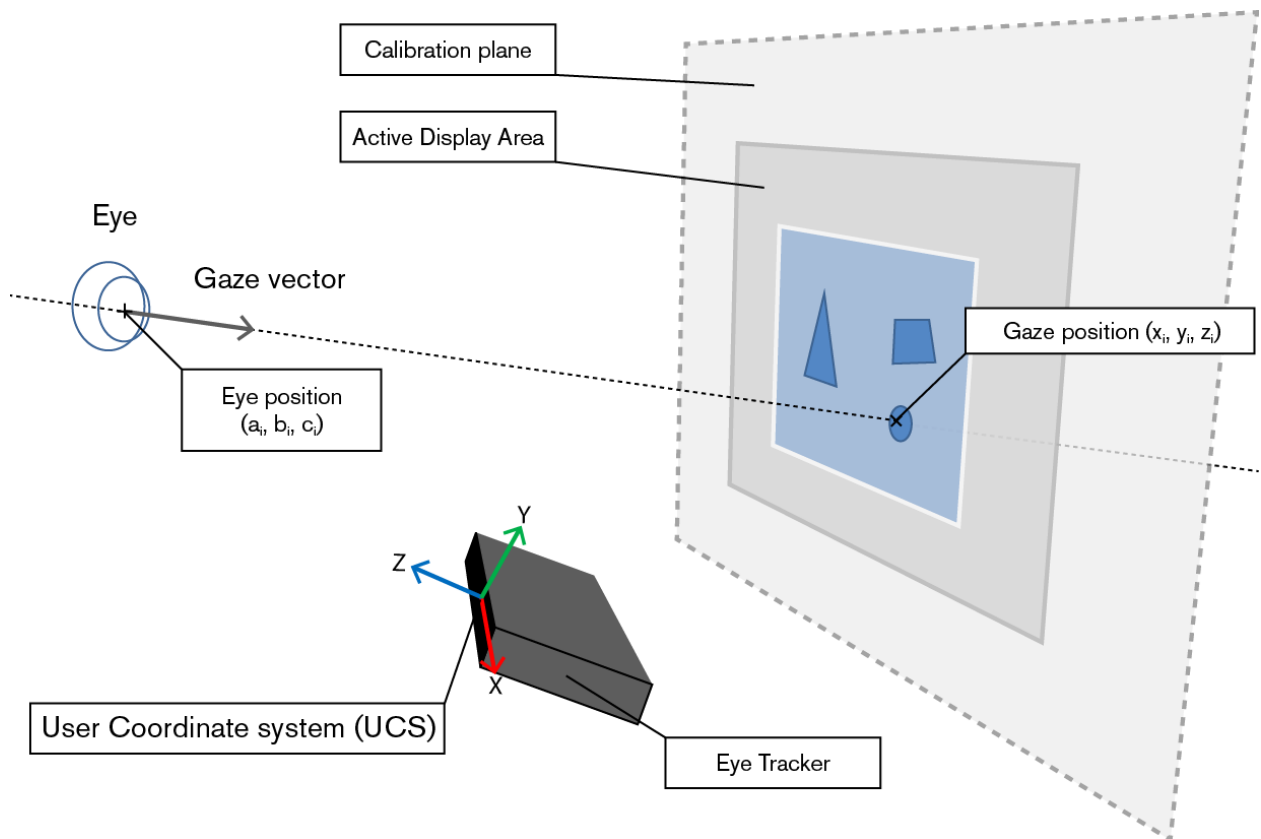 Calibration plane
Active Display Area
Eye
Gaze vector
Gaze position (xᵢ, yᵢ, zᵢ)
Eye position
(aᵢ, bᵢ, cᵢ)
Y
Z
X
User Coordinate system (UCS)
Eye Tracker